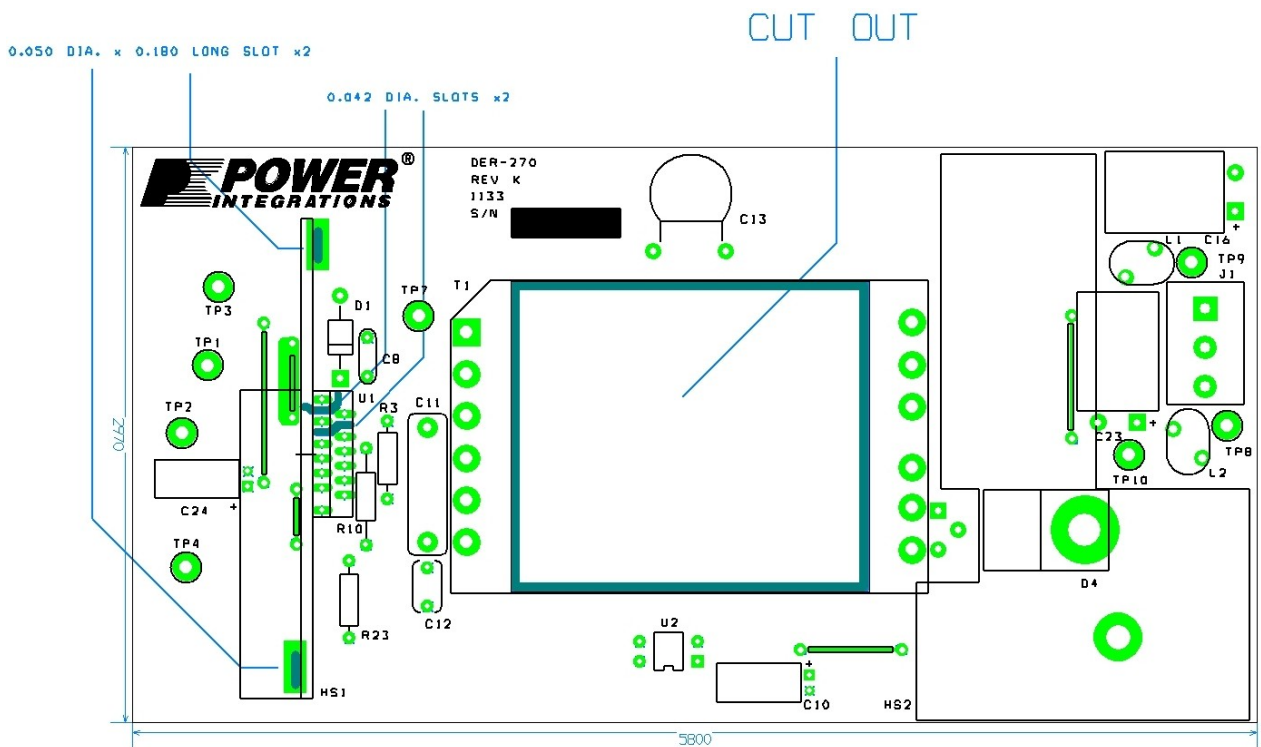 CUT OUT
0.050 DIA. x 0.180 LONG SLOT x2
0.042 DIA. SLOTS x2
POWER®
INTEGRATIONS
DER-270
REV K
1133
S/N
C13
L1
C16
+
TP9
J1
TP3
D1
TP7
T1
TP1
C8
U1
TP2
R3
C11
2970
C23
+
TP8
TP10
L2
C24
+
R10
TP4
D4
R23
C12
U2
HS1
+
C10
HS2
5800